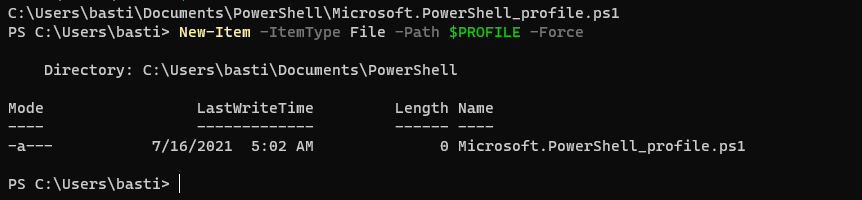 C:\Users\basti\Documents\PowerShell\Microsoft.PowerShell_profile.ps1
PS C:\Users\basti> New-Item -ItemType File -Path $PROFILE -Force
    Directory: C:\Users\basti\Documents\PowerShell
Mode                 LastWriteTime         Length Name
----                 -------------         ------ ----
-a---           7/16/2021  5:02 AM              0 Microsoft.PowerShell_profile.ps1
PS C:\Users\basti>